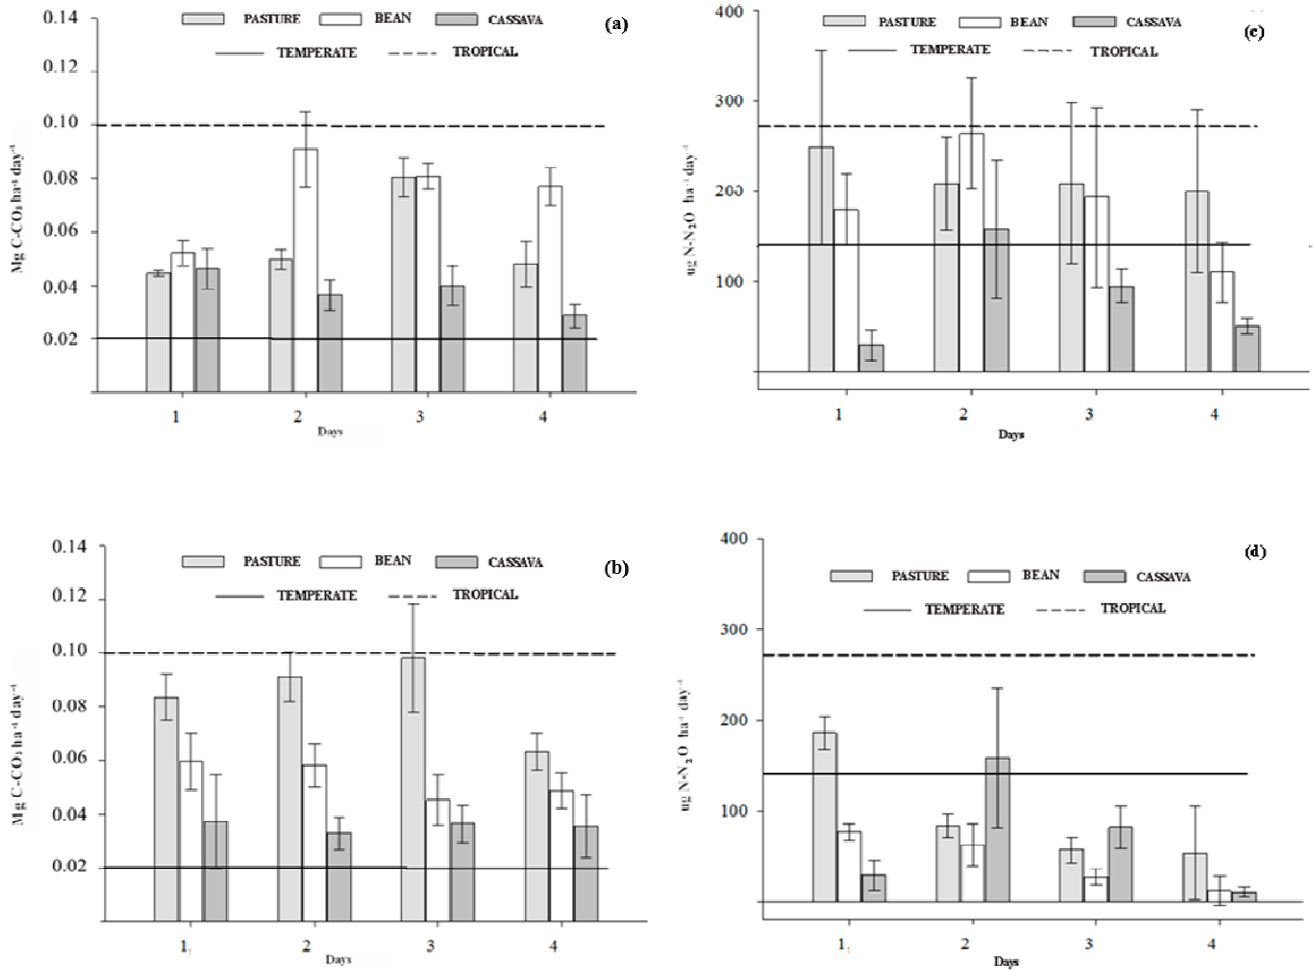 (a)
PASTURE BEAN CASSAVA
TEMPERATE TROPICAL
Mg C-CO₂ ha⁻¹ day⁻¹
0.14
0.12
0.10
0.08
0.06
0.04
0.02
1 2 3 4
Days
(c)
PASTURE BEAN CASSAVA
TEMPERATE TROPICAL
ug N-N₂O ha⁻¹ day⁻¹
400
300
200
100
1 2 3 4
Days
(b)
PASTURE BEAN CASSAVA
TEMPERATE TROPICAL
Mg C-CO₂ ha⁻¹ day⁻¹
0.14
0.12
0.10
0.08
0.06
0.04
0.02
1 2 3 4
Days
(d)
PASTURE BEAN CASSAVA
TEMPERATE TROPICAL
ug N-N₂O ha⁻¹ day⁻¹
400
300
200
100
1 2 3 4
Days